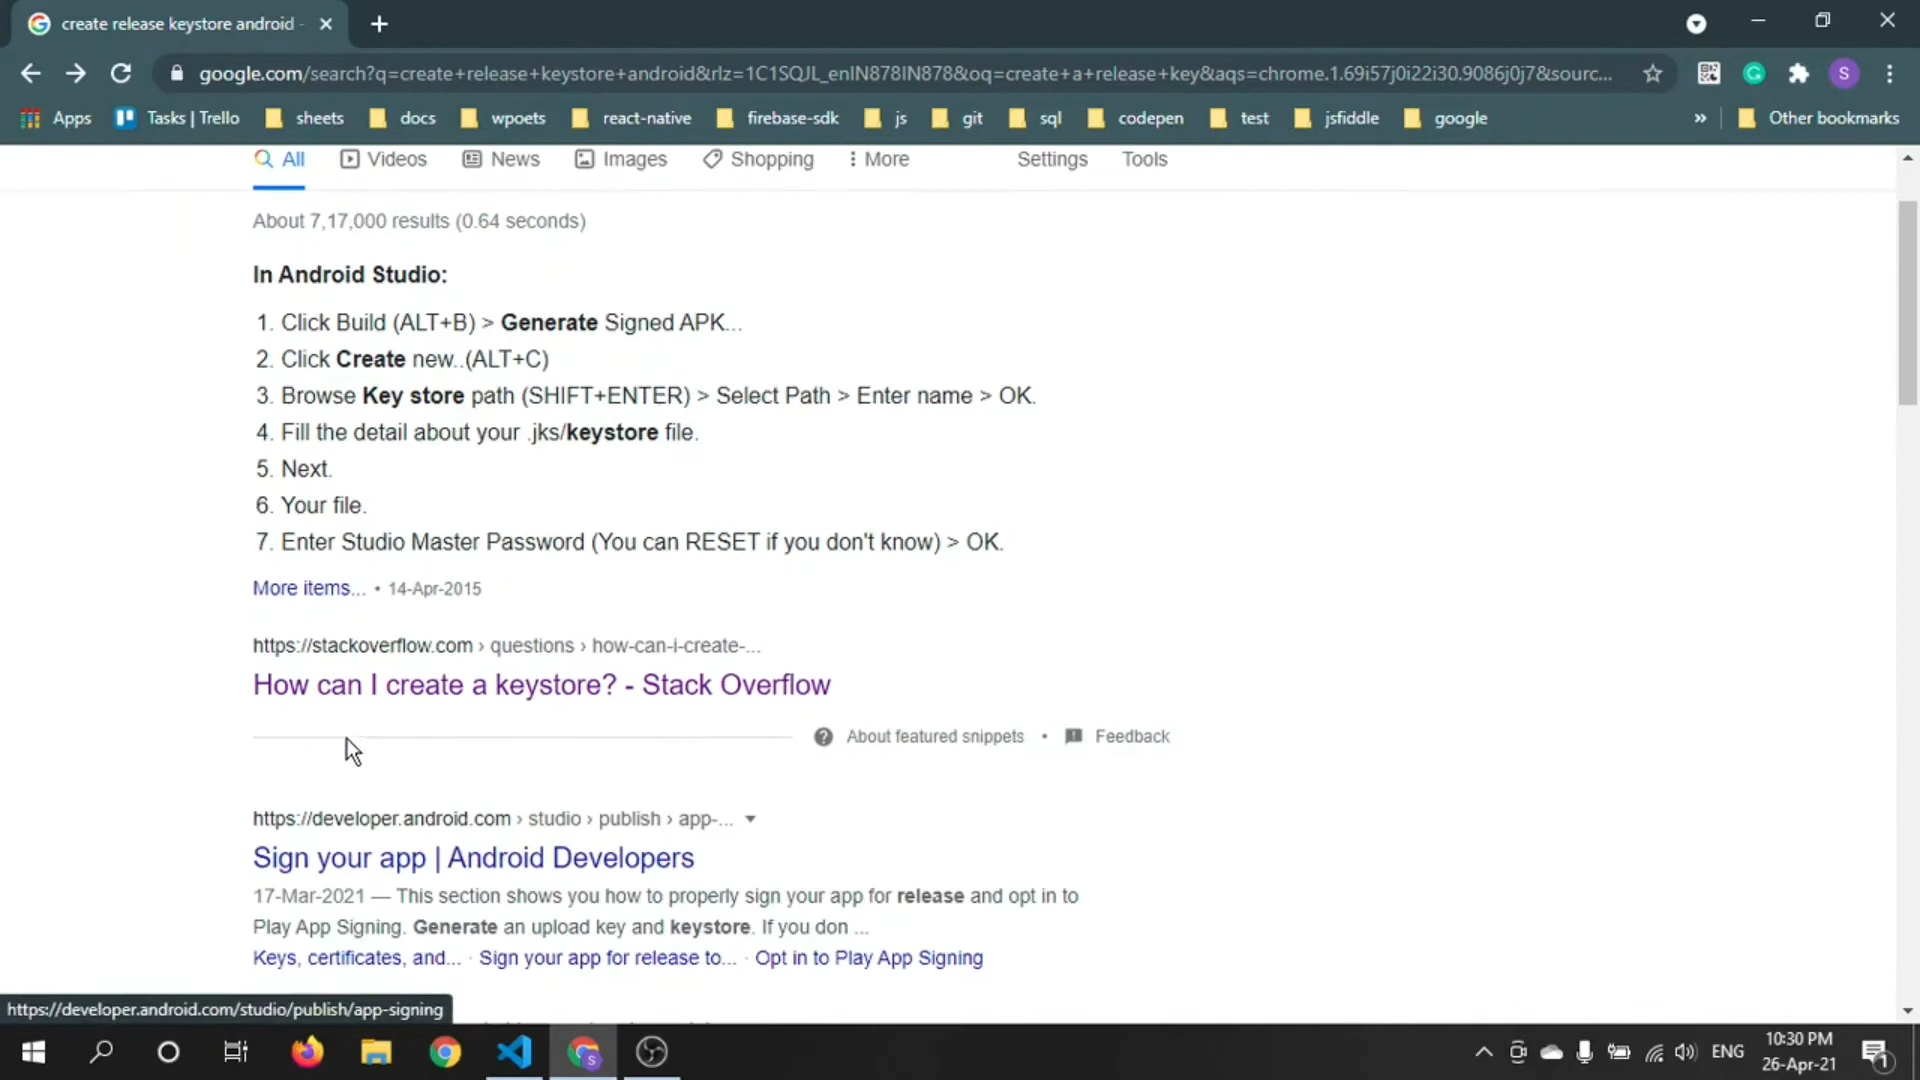 create release keystore android -
google.com/search?q=create+release+keystore+android&rlz=1C1SQJL_enIN878IN878&oq=create+a+release+key&aqs=chrome.1.69i57j0i22i30.9086j0j7&sourc...
S
Apps Tasks | Trello sheets docs wpoets react-native firebase-sdk js git sql codepen test jsfiddle google » Other bookmarks
All Videos News Images Shopping More Settings Tools
About 7,17,000 results (0.64 seconds)
In Android Studio:
1. Click Build (ALT+B) > Generate Signed APK...
2. Click Create new..(ALT+C)
3. Browse Key store path (SHIFT+ENTER) > Select Path > Enter name > OK.
4. Fill the detail about your .jks/keystore file.
5. Next.
6. Your file.
7. Enter Studio Master Password (You can RESET if you don't know) > OK.
More items... • 14-Apr-2015
https://stackoverflow.com › questions › how-can-i-create-...
How can I create a keystore? - Stack Overflow
About featured snippets • Feedback
https://developer.android.com › studio › publish › app-...
Sign your app | Android Developers
17-Mar-2021 — This section shows you how to properly sign your app for release and opt in to
Play App Signing. Generate an upload key and keystore. If you don ...
Keys, certificates, and... · Sign your app for release to... · Opt in to Play App Signing
https://developer.android.com/studio/publish/app-signing
S
ENG
10:30 PM
26-Apr-21
1